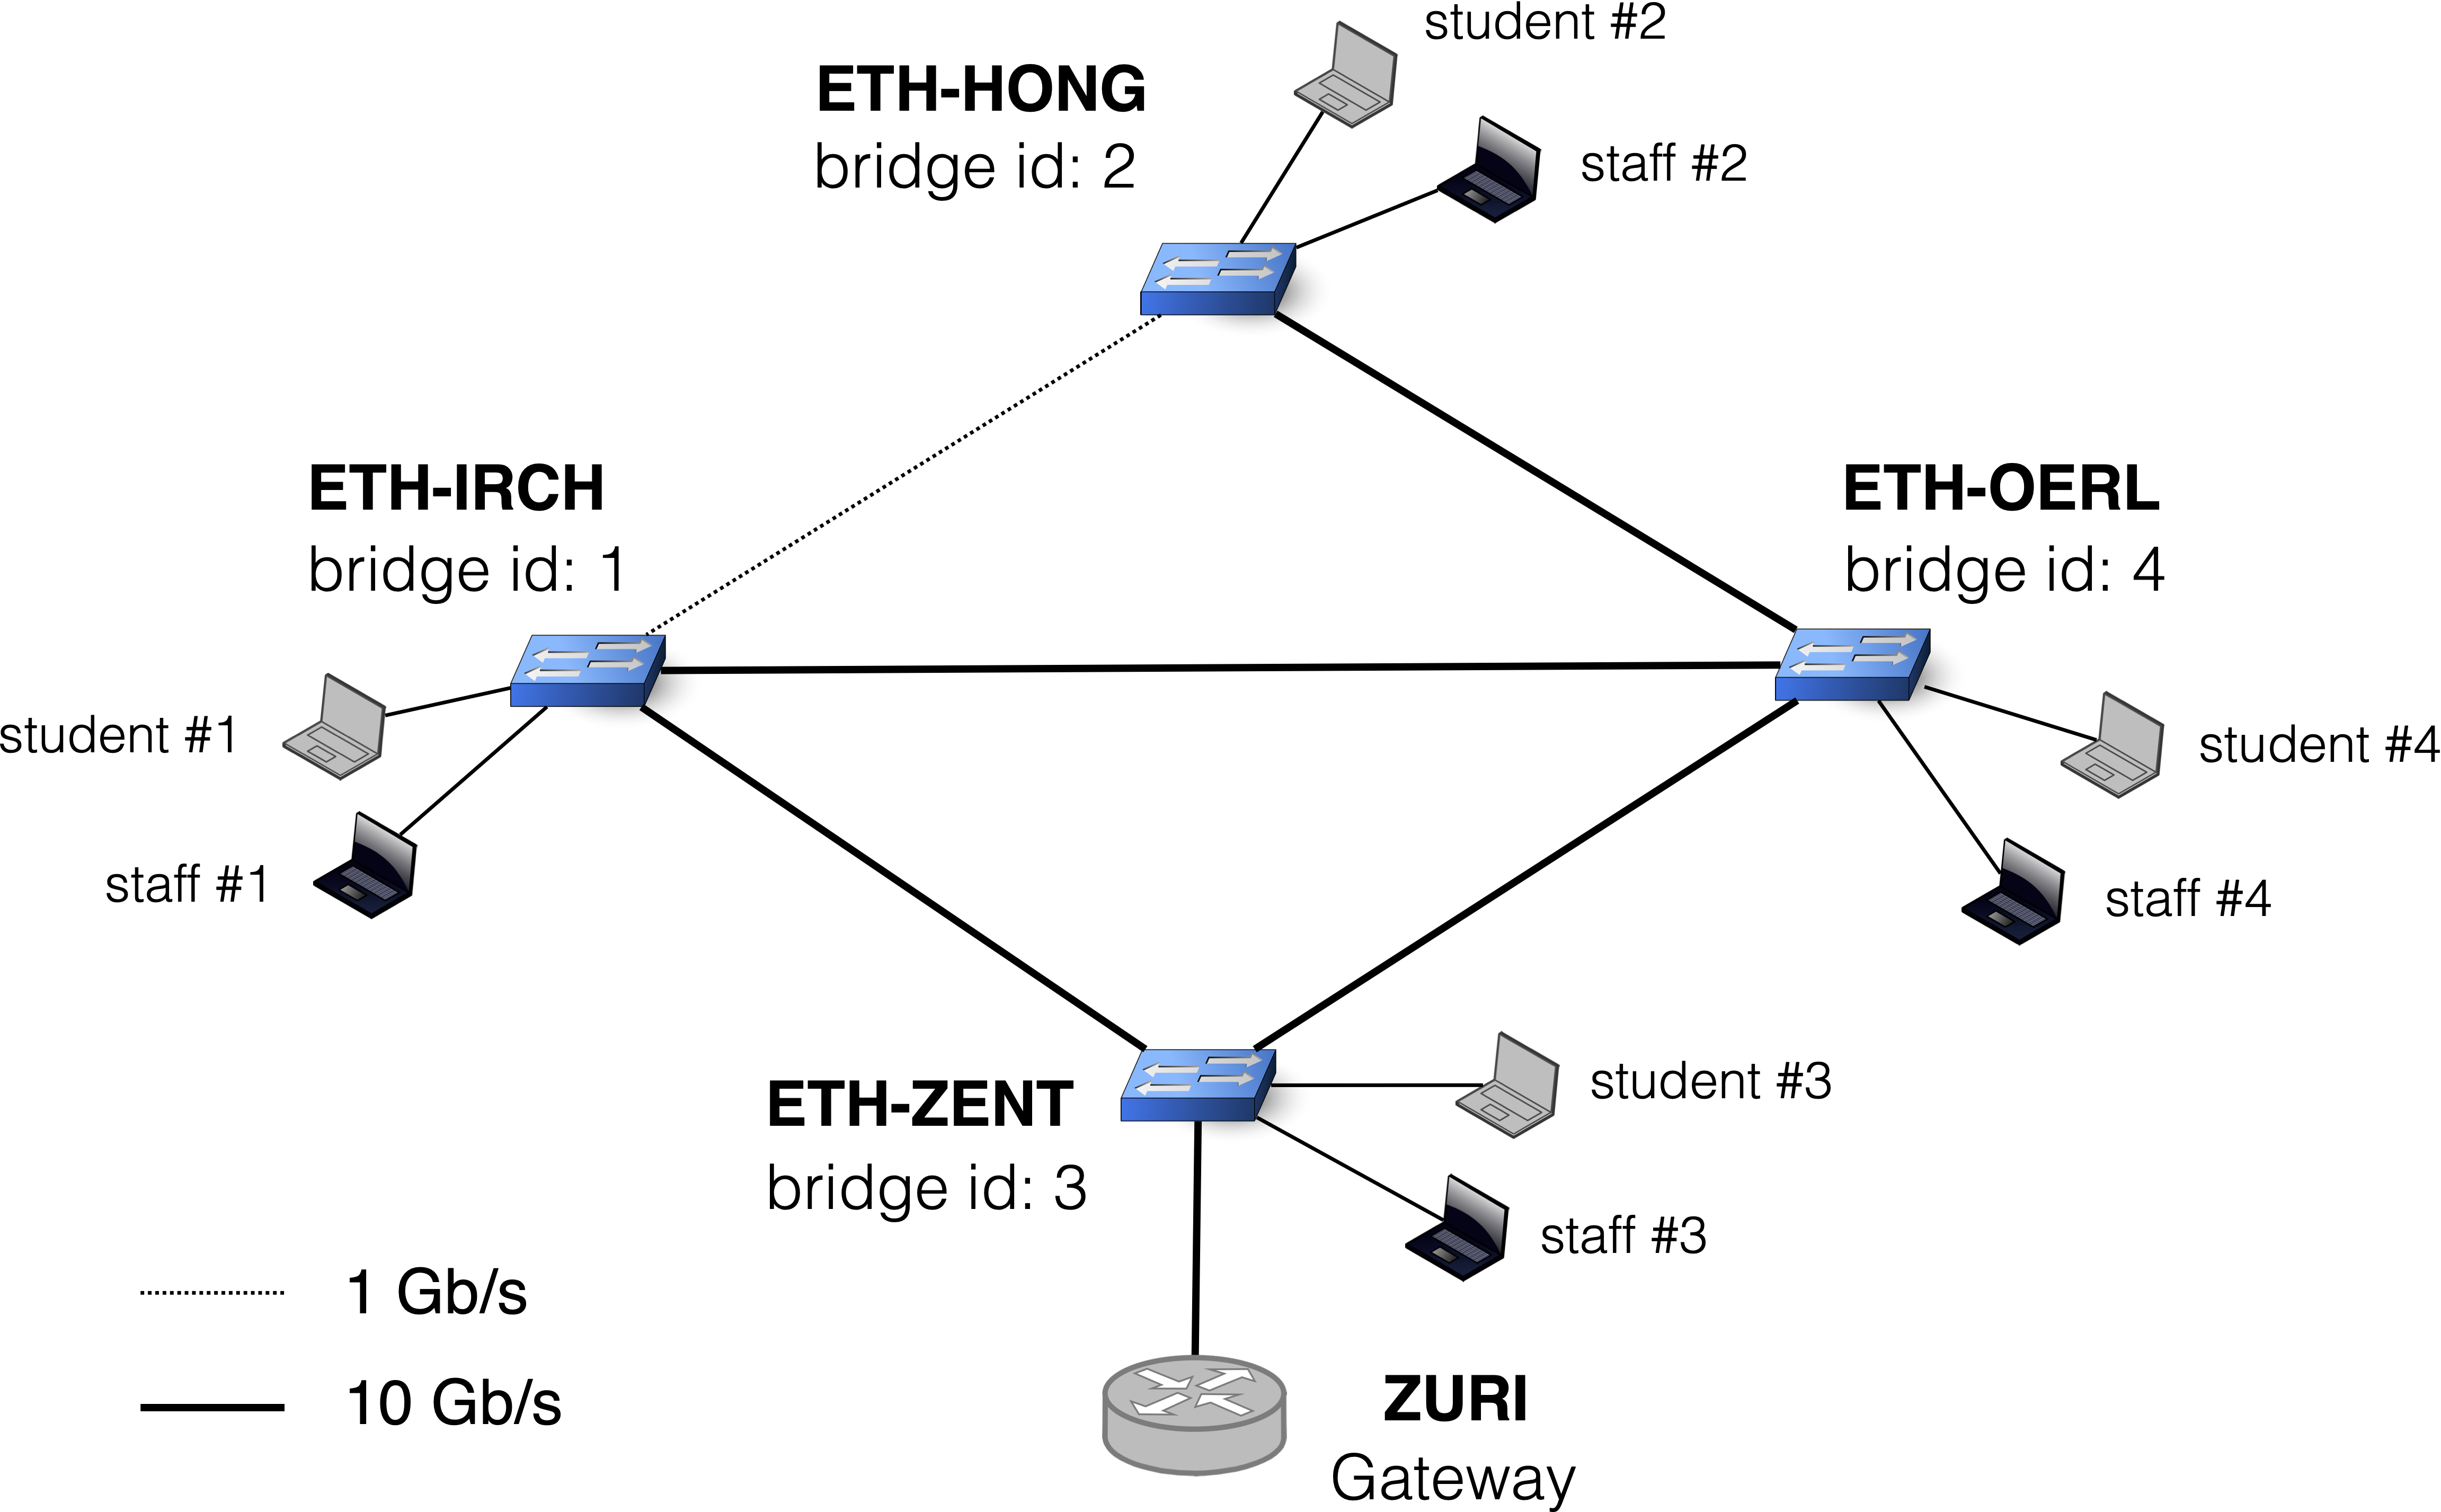 student #2
ETH-HONG
bridge id: 2
staff #2
ETH-IRCH
bridge id: 1
ETH-OERL
bridge id: 4
student #1
staff #1
student #4
staff #4
ETH-ZENT
bridge id: 3
student #3
staff #3
1 Gb/s
10 Gb/s
ZURI
Gateway